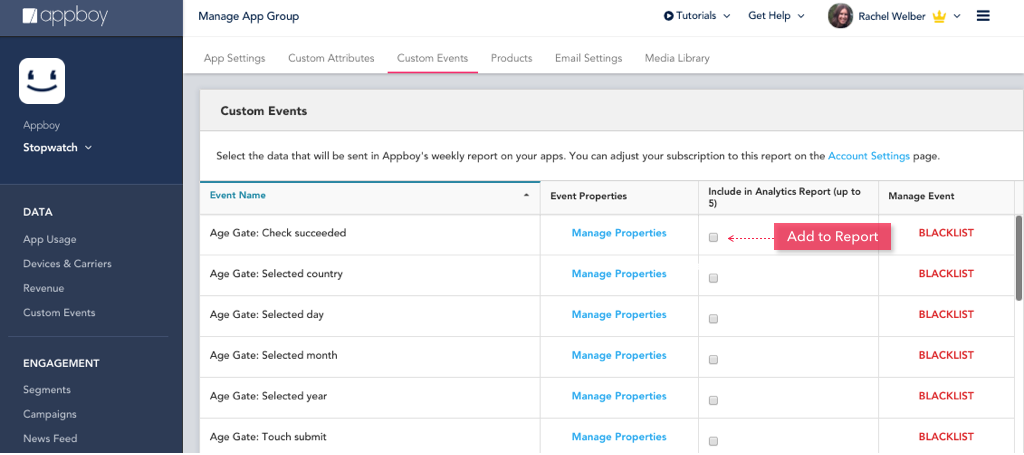 appboy
Manage App Group
Tutorials
Get Help
Rachel Welber
App Settings
Custom Attributes
Custom Events
Products
Email Settings
Media Library
Appboy
Stopwatch
DATA
App Usage
Devices & Carriers
Revenue
Custom Events
ENGAGEMENT
Segments
Campaigns
News Feed
Custom Events
Select the data that will be sent in Appboy's weekly report on your apps. You can adjust your subscription to this report on the Account Settings page.
Event Name
Event Properties
Include in Analytics Report (up to
5)
Manage Event
Age Gate: Check succeeded
Manage Properties
Add to Report
BLACKLIST
Age Gate: Selected country
Manage Properties
BLACKLIST
Age Gate: Selected day
Manage Properties
BLACKLIST
Age Gate: Selected month
Manage Properties
BLACKLIST
Age Gate: Selected year
Manage Properties
BLACKLIST
Age Gate: Touch submit
Manage Properties
BLACKLIST